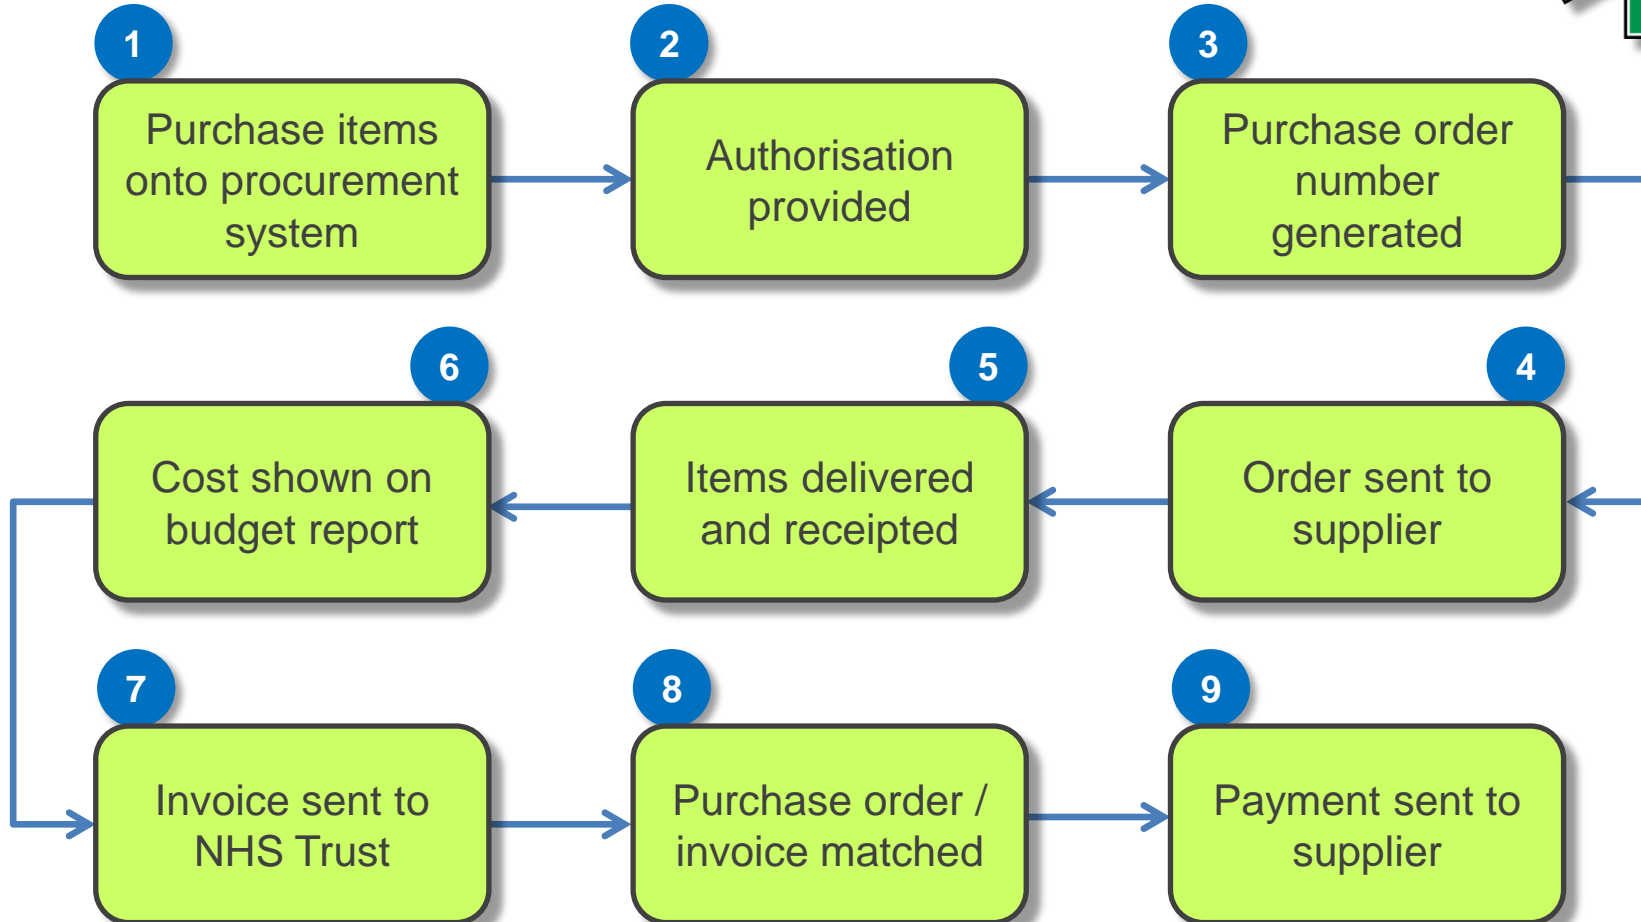 1
Purchase items
onto procurement
system
2
Authorisation
provided
3
Purchase order
number
generated
4
Order sent to
supplier
5
Items delivered
and receipted
6
Cost shown on
budget report
7
Invoice sent to
NHS Trust
8
Purchase order /
invoice matched
9
Payment sent to
supplier